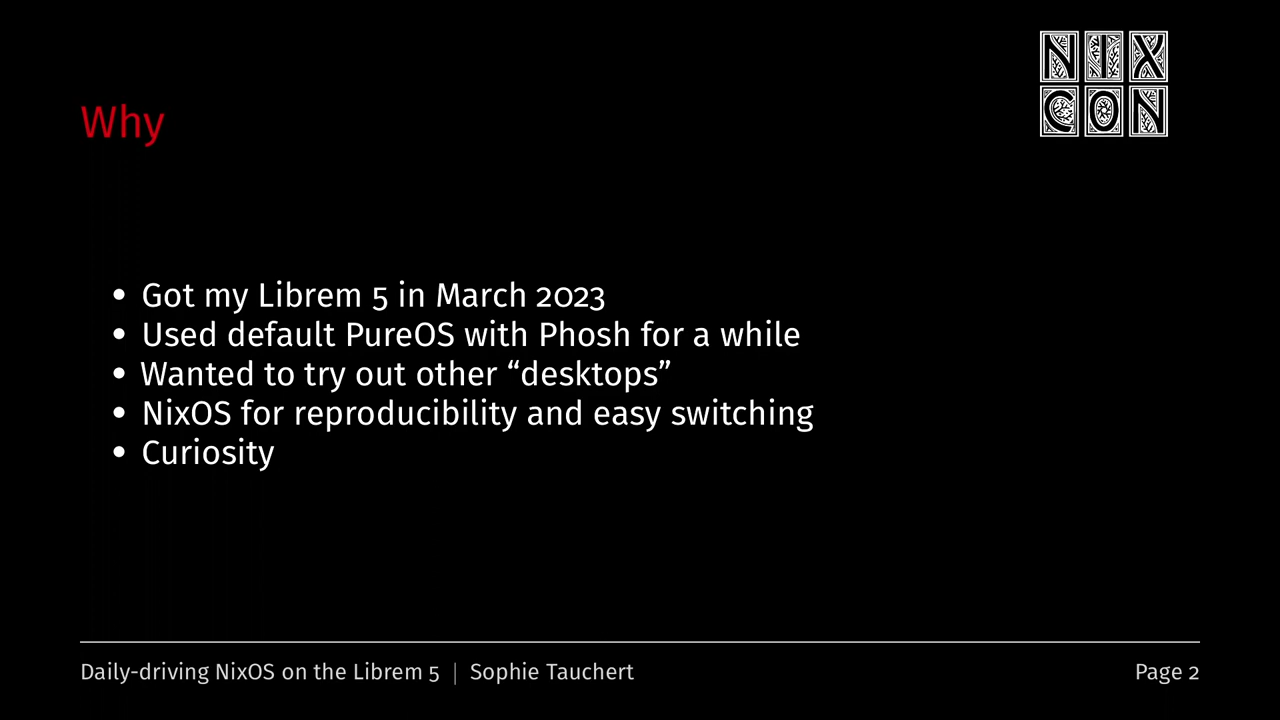 NIX
CON
Why
• Got my Librem 5 in March 2023
• Used default PureOS with Phosh for a while
• Wanted to try out other “desktops”
• NixOS for reproducibility and easy switching
• Curiosity
Daily-driving NixOS on the Librem 5 | Sophie Tauchert
Page 2